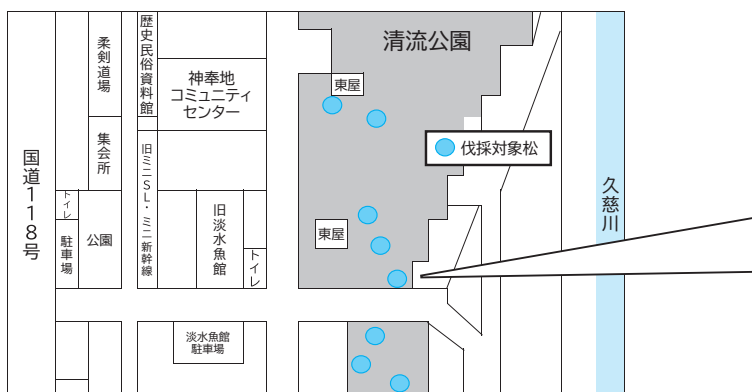 国道118号
柔剣道場
集会所
トイレ
駐車場
公園
歴史民俗資料館
旧ミニSL・ミニ新幹線
神奉地
コミュニティ
センター
旧淡水魚館
トイレ
淡水魚館
駐車場
清流公園
東屋
伐採対象松
東屋
久慈川